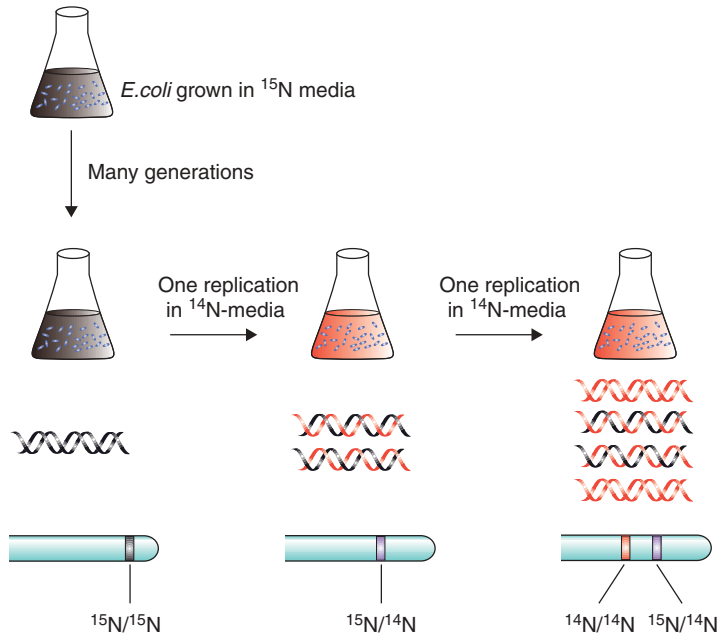 E.coli grown in ¹⁵N media
Many generations
One replication
in ¹⁴N-media
One replication
in ¹⁴N-media
¹⁵N/¹⁵N
¹⁵N/¹⁴N
¹⁴N/¹⁴N
¹⁵N/¹⁴N